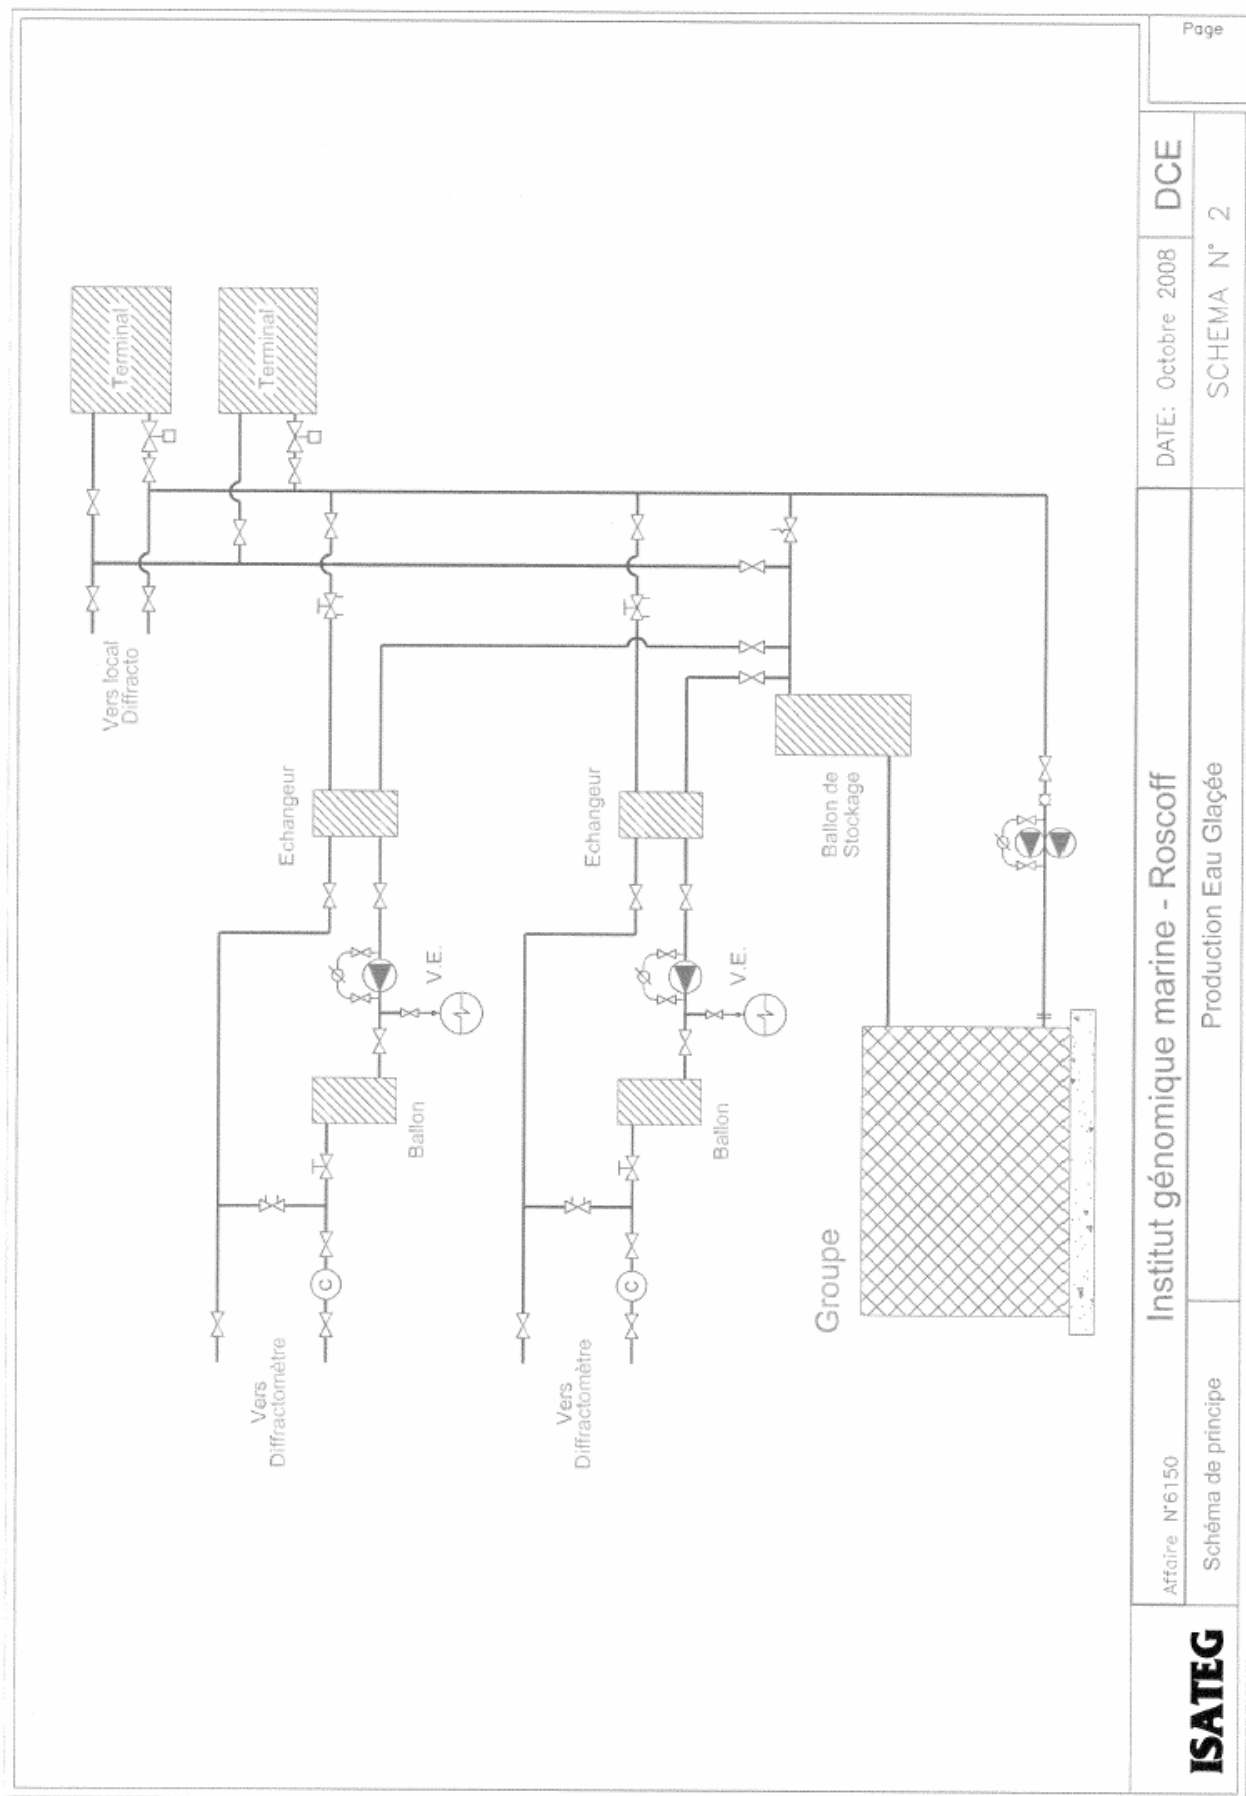 Terminal
Terminal
Vers local
Diffracto
Echangeur
Echangeur
Ballon de
Stockage
V.E.
V.E.
Ballon
Ballon
C
C
Vers
Diffractomètre
Vers
Diffractomètre
Groupe
ISATEG
Affaire N°6150
Institut génomique marine - Roscoff
DATE: Octobre 2008
DCE
Page
Schéma de principe
Production Eau Glaçée
SCHEMA N° 2